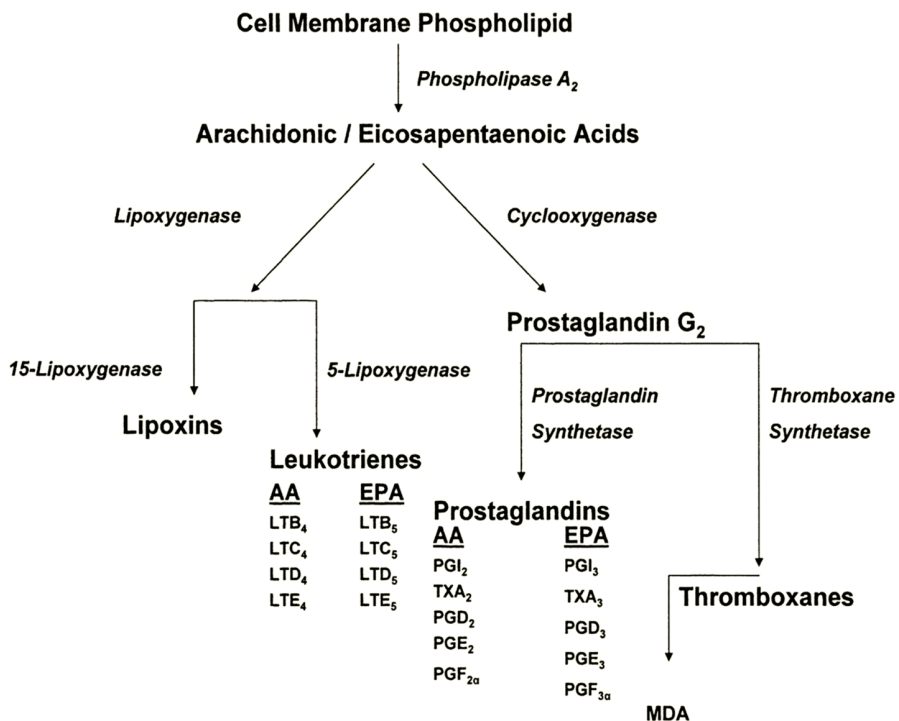 Cell Membrane Phospholipid
Phospholipase A₂
Arachidonic / Eicosapentaenoic Acids
Lipoxygenase
Cyclooxygenase
Prostaglandin G₂
15-Lipoxygenase
5-Lipoxygenase
Prostaglandin
Synthetase
Thromboxane
Synthetase
Lipoxins
Leukotrienes
AA EPA
LTB₄ LTB₅
LTC₄ LTC₅
LTD₄ LTD₅
LTE₄ LTE₅
Prostaglandins
AA EPA
PGI₂ PGI₃
TXA₂ TXA₃
PGD₂ PGD₃
PGE₂ PGE₃
PGF₂α PGF₃α
Thromboxanes
MDA